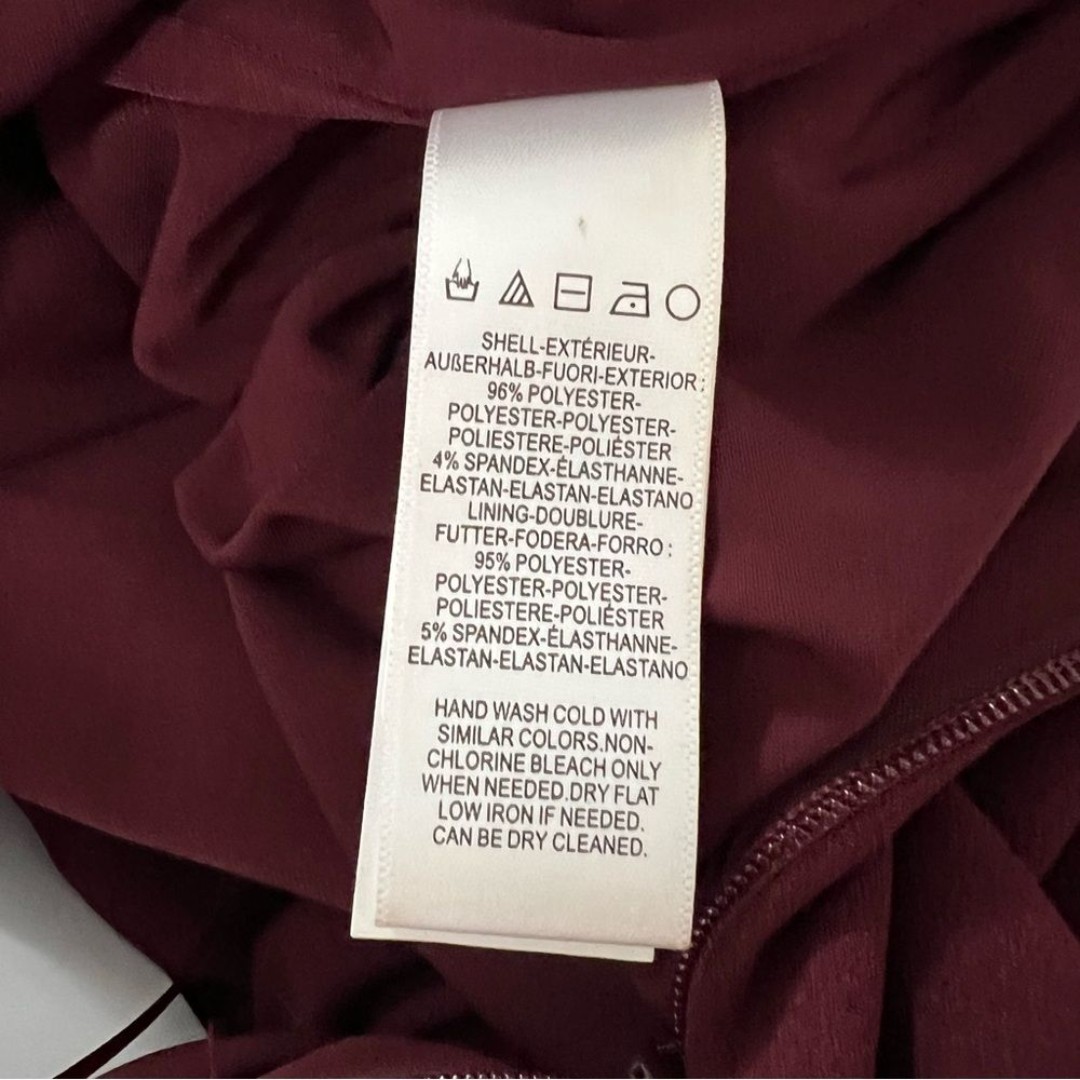 SHELL-EXTÉRIEUR-
AUßERHALB-FUORI-EXTERIOR:
96% POLYESTER-
POLYESTER-POLYESTER-
POLIESTERE-POLIÉSTER
4% SPANDEX-ÉLASTHANNE-
ELASTAN-ELASTAN-ELASTANO
LINING-DOUBLURE-
FUTTER-FODERA-FORRO:
95% POLYESTER-
POLYESTER-POLYESTER-
POLIESTERE-POLIÉSTER
5% SPANDEX-ÉLASTHANNE-
ELASTAN-ELASTAN-ELASTANO
HAND WASH COLD WITH
SIMILAR COLORS.NON-
CHLORINE BLEACH ONLY
WHEN NEEDED.DRY FLAT
LOW IRON IF NEEDED.
CAN BE DRY CLEANED.